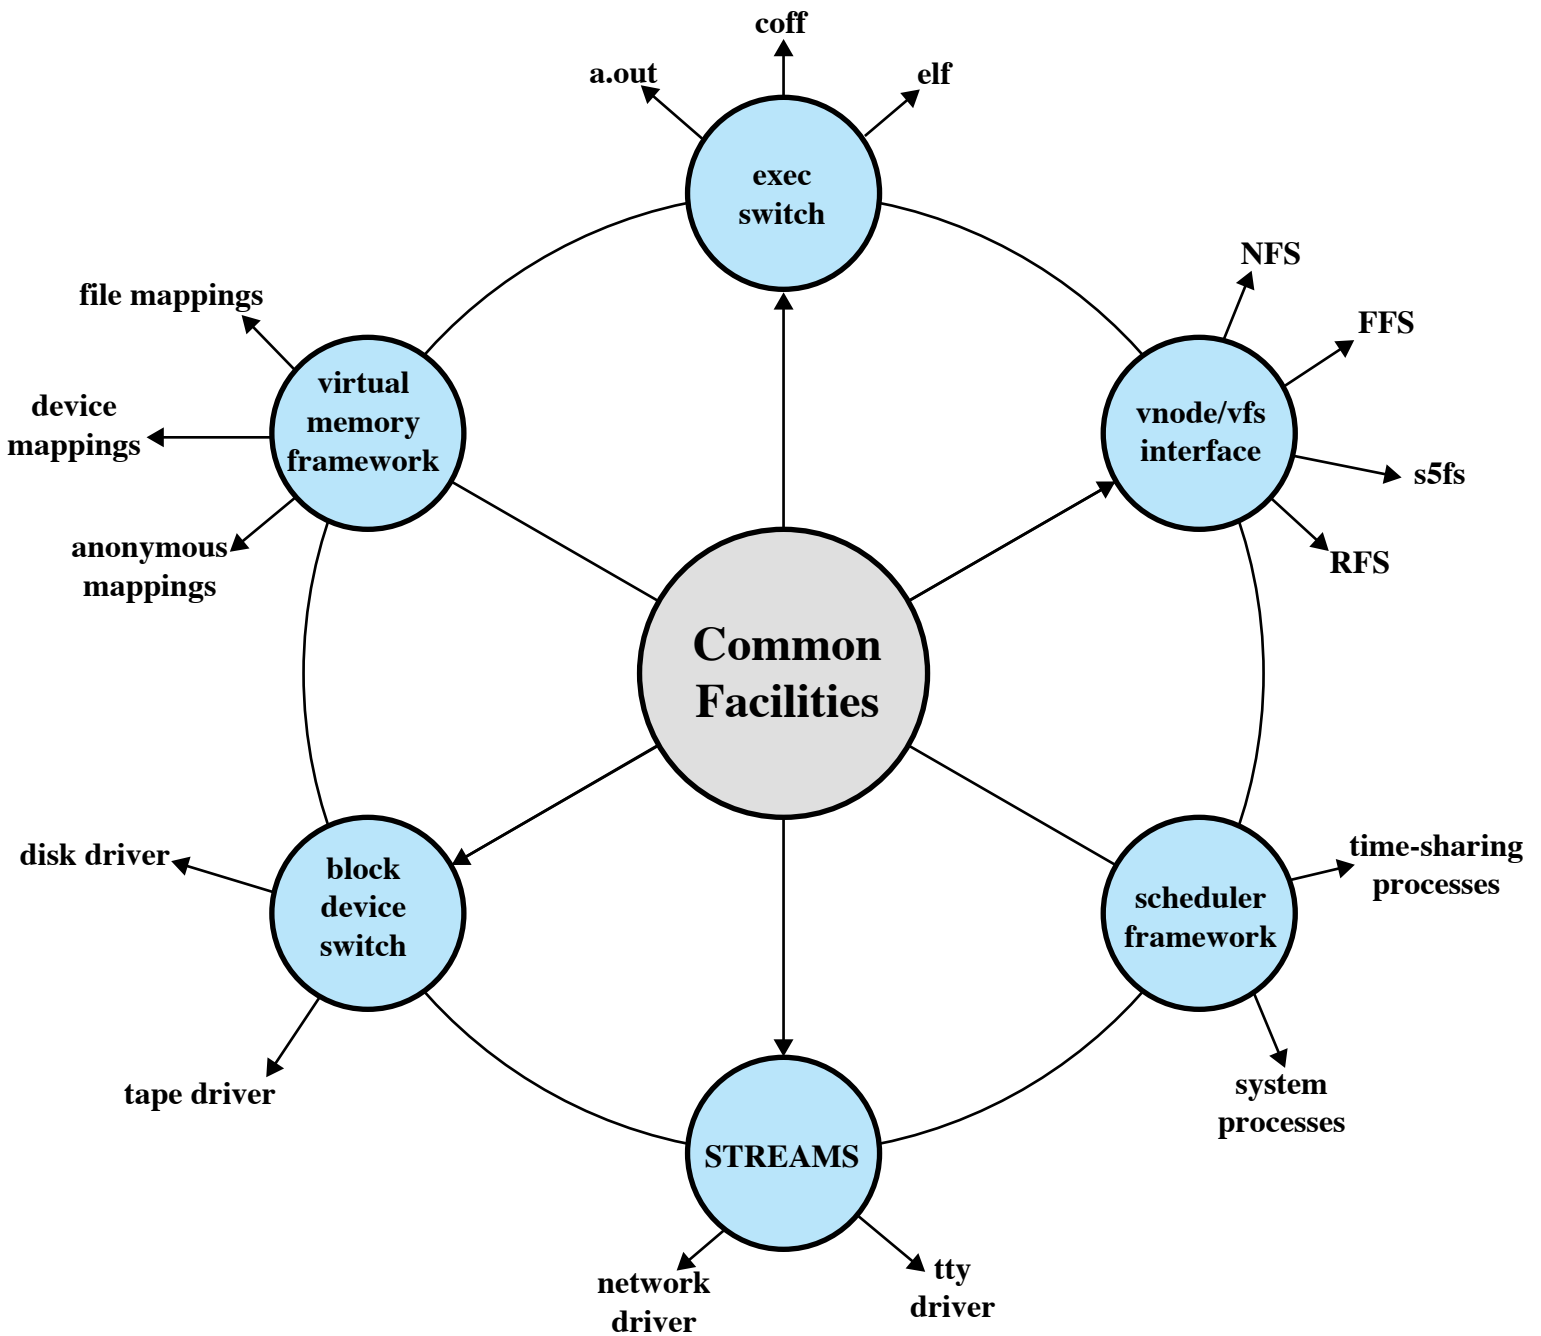 coff
a.out
elf
exec
switch
NFS
FFS
file mappings
virtual
memory
framework
device
mappings
vnode/vfs
interface
s5fs
anonymous
mappings
RFS
Common
Facilities
disk driver
block
device
switch
time-sharing
processes
scheduler
framework
tape driver
system
processes
STREAMS
network
driver
tty
driver